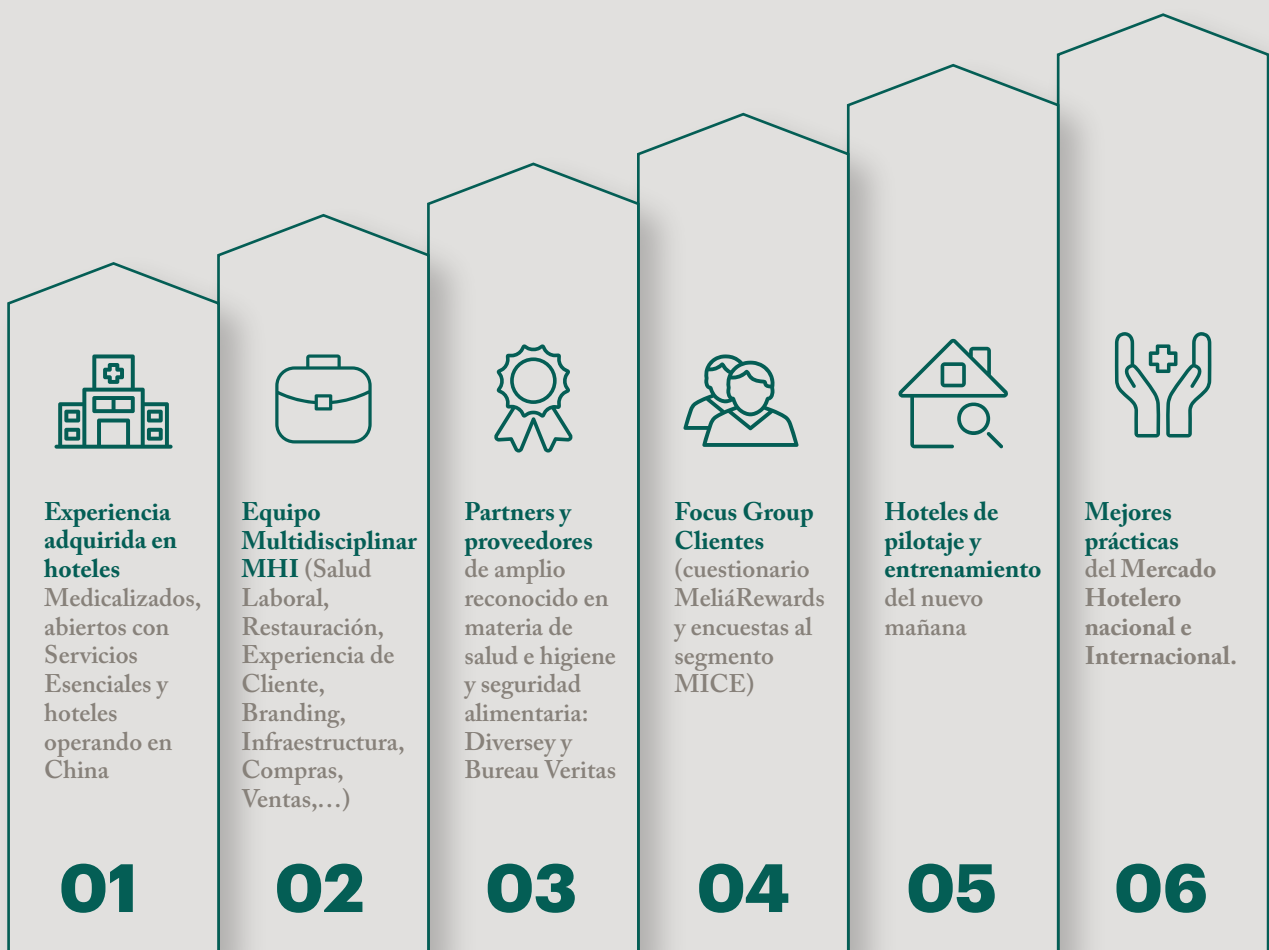 Experiencia
adquirida en
hoteles
Medicalizados,
abiertos con
Servicios
Esenciales y
hoteles
operando en
China
01
Equipo
Multidisciplinar
MHI (Salud
Laboral,
Restauración,
Experiencia de
Cliente,
Branding,
Infraestructura,
Compras,
Ventas,…)
02
Partners y
proveedores
de amplio
reconocido en
materia de
salud e higiene
y seguridad
alimentaria:
Diversey y
Bureau Veritas
03
Focus Group
Clientes
(cuestionario
MeliáRewards
y encuestas al
segmento
MICE)
04
Hoteles de
pilotaje y
entrenamiento
del nuevo
mañana
05
Mejores
prácticas
del Mercado
Hotelero
nacional e
Internacional.
06